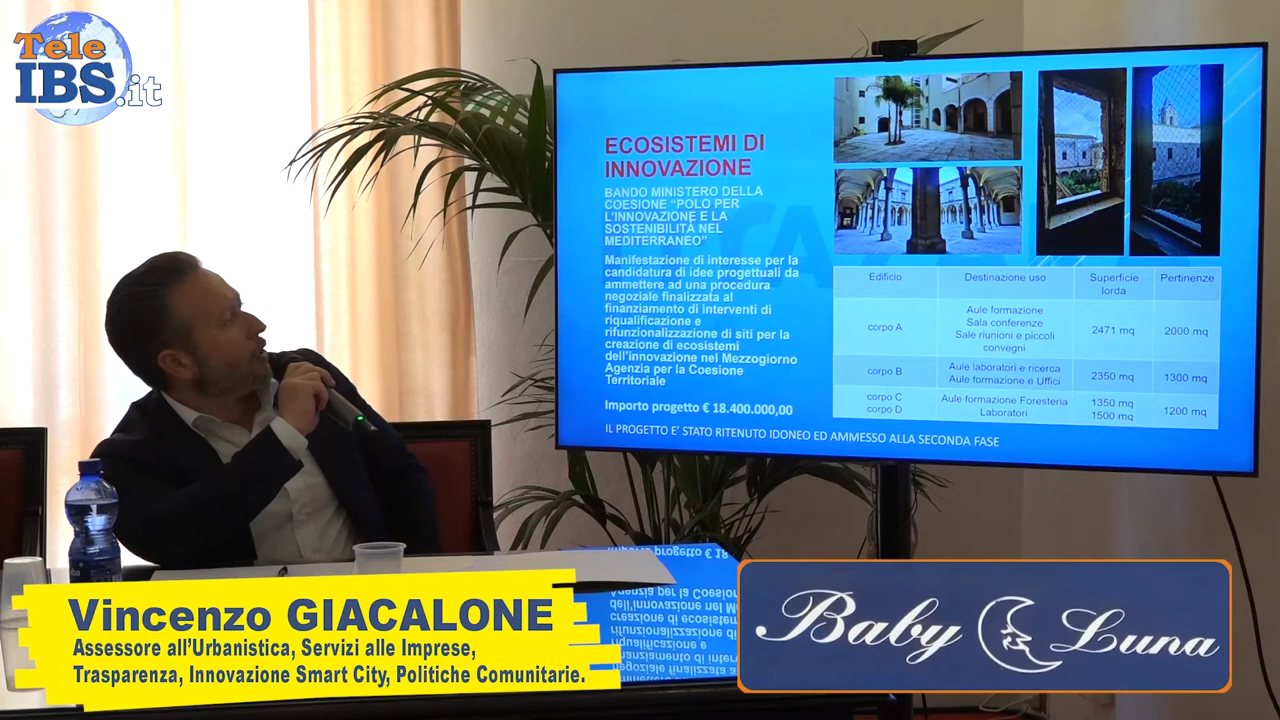 Tele
IBS.it
ECOSISTEMI DI
INNOVAZIONE
BANDO MINISTERO DELLA
COESIONE “POLO PER
L’INNOVAZIONE E LA
SOSTENIBILITÀ NEL
MEDITERRANEO”
Manifestazione di interesse per la
candidatura di idee progettuali da
ammettere ad una procedura
negoziale finalizzata al
finanziamento di interventi di
riqualificazione e
rifunzionalizzazione di siti per la
creazione di ecosistemi
dell’innovazione nel Mezzogiorno
Agenzia per la Coesione
Territoriale
Importo progetto € 18.400.000,00
Edificio Destinazione uso Superficie lorda Pertinenze
corpo A Aule formazione 2471 mq 2000 mq
Sala conferenze
Sale riunioni e piccoli
convegni
corpo B Aule laboratori e ricerca 2350 mq 1300 mq
Aule formazione e Uffici
corpo C Aule formazione Foresteria 1350 mq 1200 mq
corpo D Laboratori 1500 mq
IL PROGETTO E’ STATO RITENUTO IDONEO ED AMMESSO ALLA SECONDA FASE
Vincenzo GIACALONE
Assessore all’Urbanistica, Servizi alle Imprese,
Trasparenza, Innovazione Smart City, Politiche Comunitarie.
Baby Luna